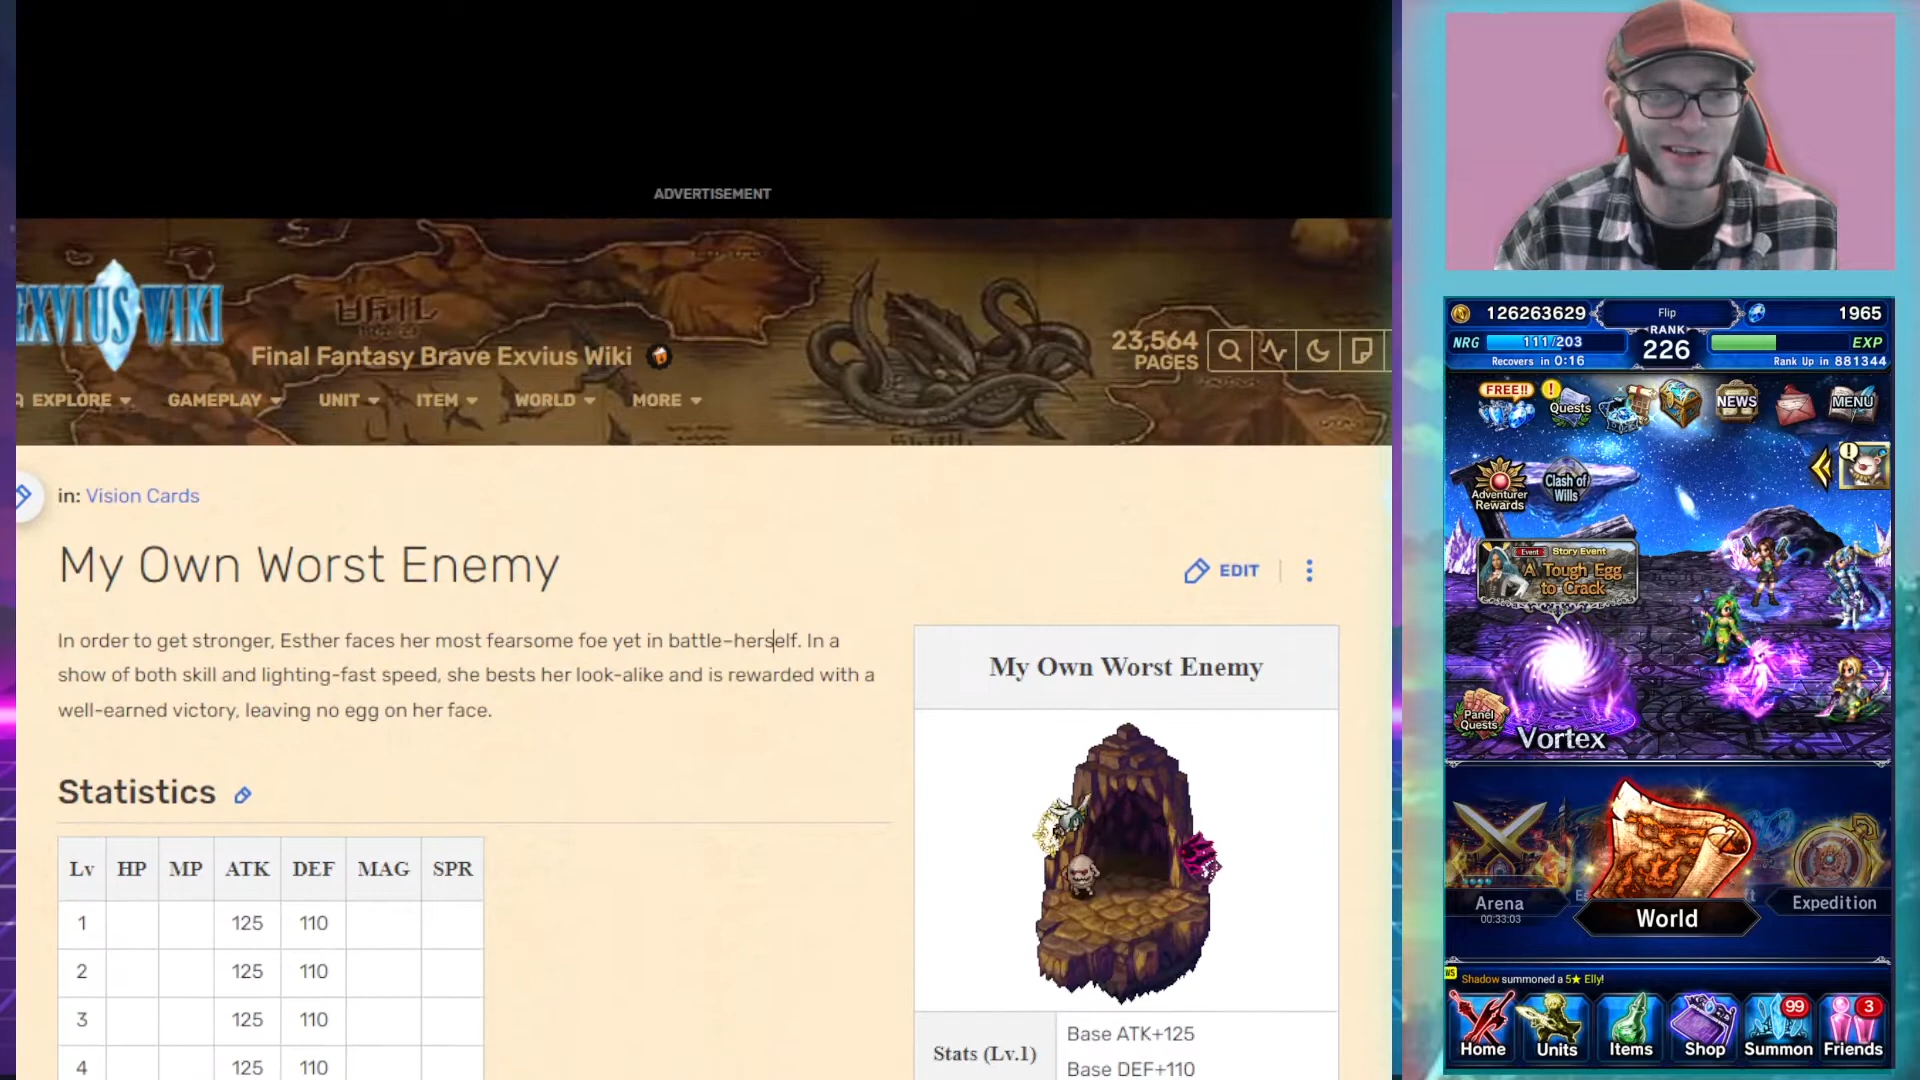 ADVERTISEMENT
EXVIUS WIKI
Final Fantasy Brave Exvius Wiki
23,564
PAGES
EXPLORE
GAMEPLAY
UNIT
ITEM
WORLD
MORE
in: Vision Cards
My Own Worst Enemy
EDIT
In order to get stronger, Esther faces her most fearsome foe yet in battle–herself. In a
show of both skill and lighting-fast speed, she bests her look-alike and is rewarded with a
well-earned victory, leaving no egg on her face.
Statistics
Lv HP MP ATK DEF MAG SPR
1 125 110
2 125 110
3 125 110
4 125 110
My Own Worst Enemy
Stats (Lv.1)
Base ATK+125
Base DEF+110
126263629
Flip
1965
NRG 111/203
RANK
226
EXP
Recovers in 0:16
Rank Up in 881344
FREE!!
Quests
NEWS
MENU
Adventurer
Rewards
Clash of
Wills
Event Story Event
A Tough Egg
to Crack
Panel
Quests
Vortex
Arena
00:33:03
World
Expedition
WS
Shadow summoned a 5★ Elly!
Home
Units
Items
Shop
99
Summon
3
Friends